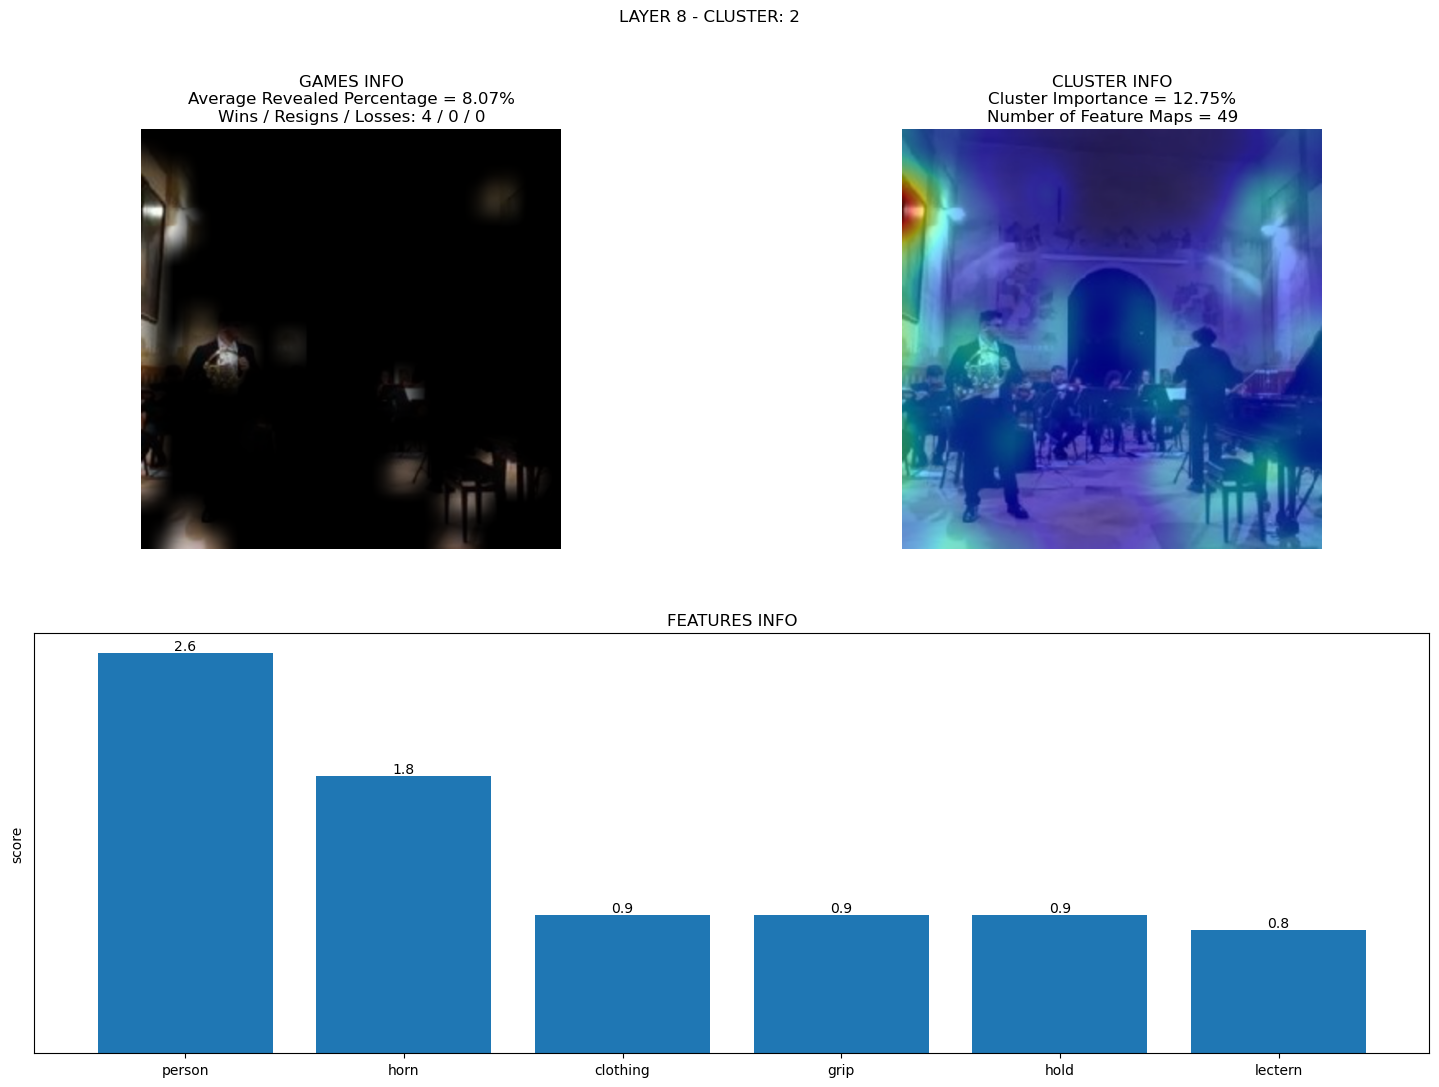 LAYER 8 - CLUSTER: 2
GAMES INFO
Average Revealed Percentage = 8.07%
Wins / Resigns / Losses: 4 / 0 / 0
CLUSTER INFO
Cluster Importance = 12.75%
Number of Feature Maps = 49
FEATURES INFO
score
2.6
1.8
0.9
0.9
0.9
0.8
person
horn
clothing
grip
hold
lectern